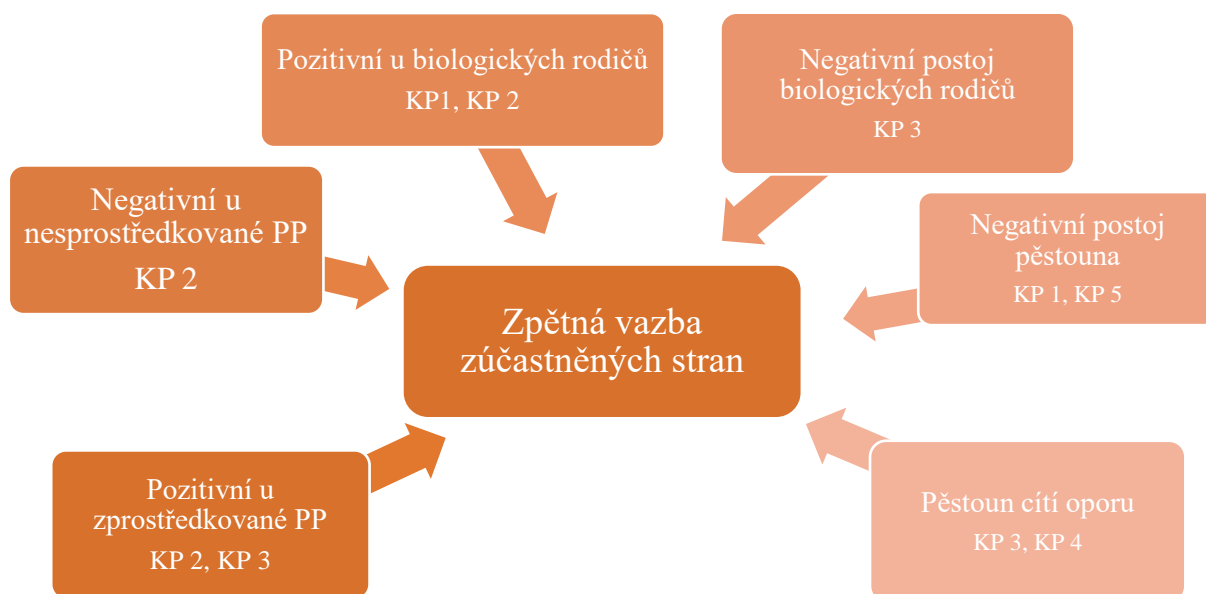 Pozitivní u biologických rodičů
KP1, KP 2
Negativní postoj
biologických rodičů
KP 3
Negativní u
nesprostředkované PP
KP 2
Negativní postoj
pěstouna
KP 1, KP 5
Zpětná vazba
zúčastněných stran
Pozitivní u
zprostředkované PP
KP 2, KP 3
Pěstoun cítí oporu
KP 3, KP 4